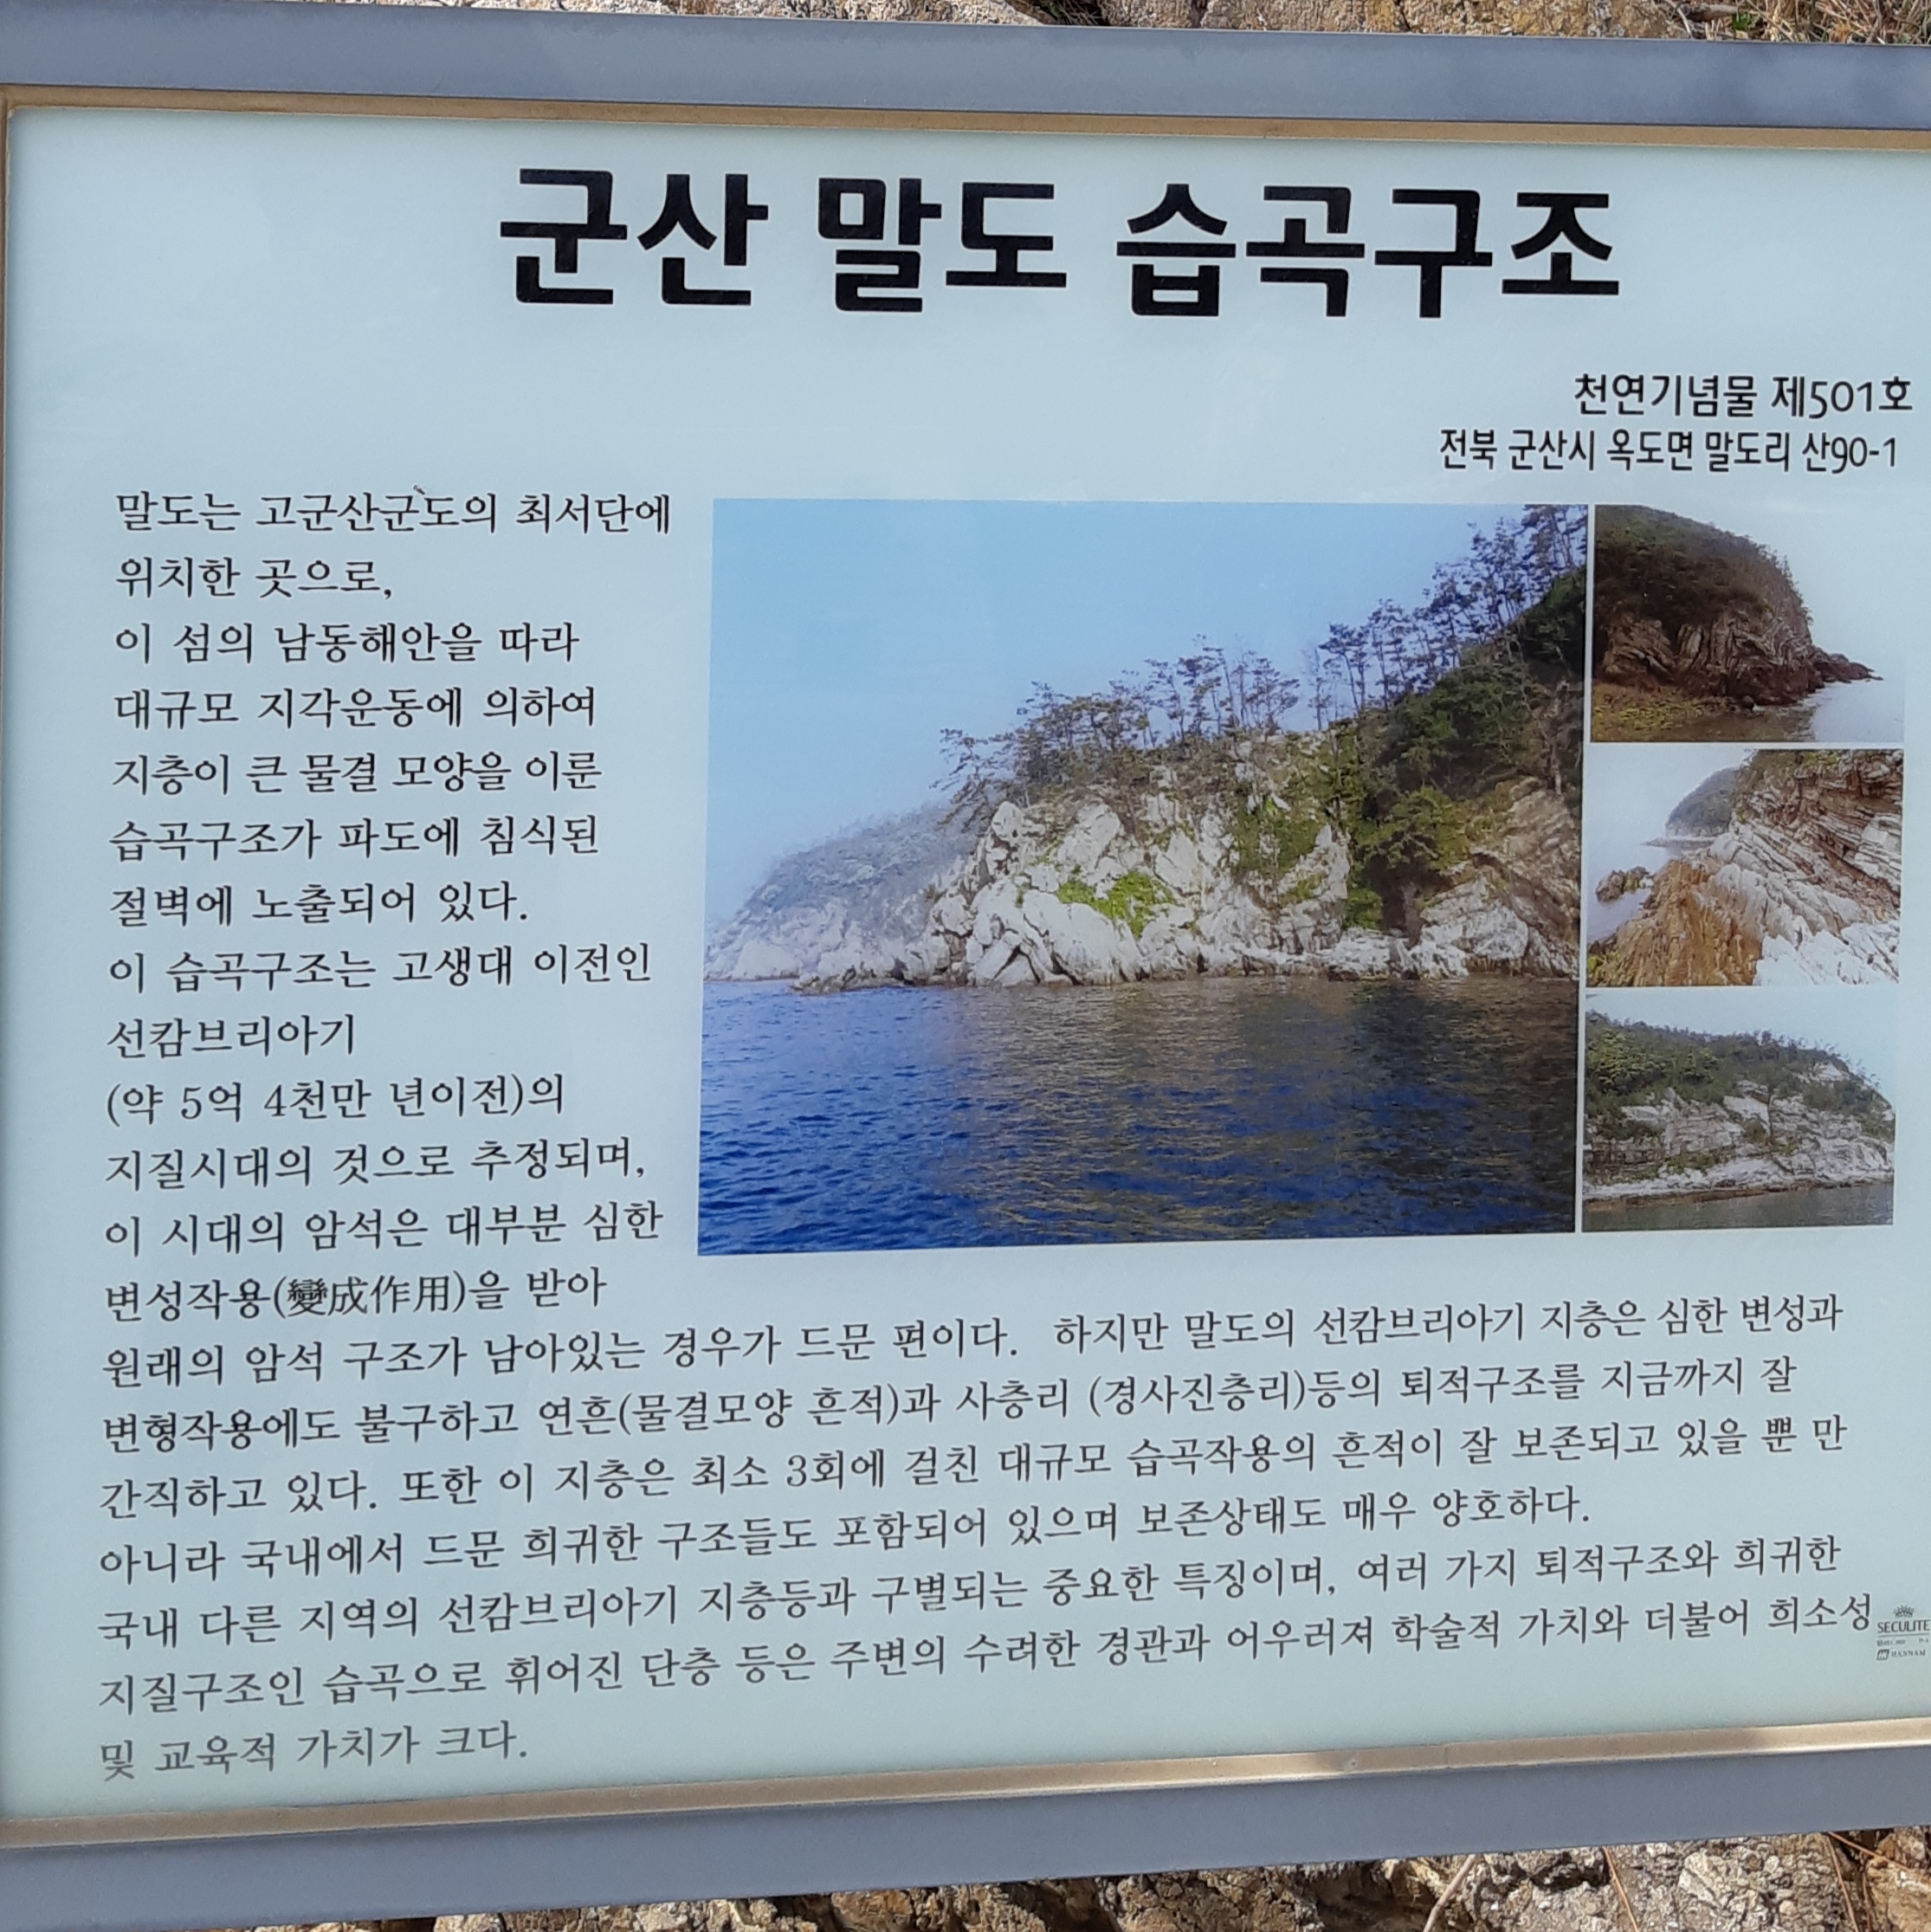 군산 말도 습곡구조
천연기념물 제501호
전북 군산시 옥도면 말도리 산90-1
말도는 고군산군도의 최서단에
위치한 곳으로,
이 섬의 남동해안을 따라
대규모 지각운동에 의하여
지층이 큰 물결 모양을 이룬
습곡구조가 파도에 침식된
절벽에 노출되어 있다.
이 습곡구조는 고생대 이전인
선캄브리아기
(약 5억 4천만 년이전)의
지질시대의 것으로 추정되며,
이 시대의 암석은 대부분 심한
변성작용(變成作用)을 받아
원래의 암석 구조가 남아있는 경우가 드문 편이다. 하지만 말도의 선캄브리아기 지층은 심한 변성과
변형작용에도 불구하고 연흔(물결모양 흔적)과 사층리 (경사진층리)등의 퇴적구조를 지금까지 잘
간직하고 있다. 또한 이 지층은 최소 3회에 걸친 대규모 습곡작용의 흔적이 잘 보존되고 있을 뿐 만
아니라 국내에서 드문 희귀한 구조들도 포함되어 있으며 보존상태도 매우 양호하다.
국내 다른 지역의 선캄브리아기 지층등과 구별되는 중요한 특징이며, 여러 가지 퇴적구조와 희귀한
지질구조인 습곡으로 휘어진 단층 등은 주변의 수려한 경관과 어우러져 학술적 가치와 더불어 희소성
및 교육적 가치가 크다.
SECULITE
HANNAM